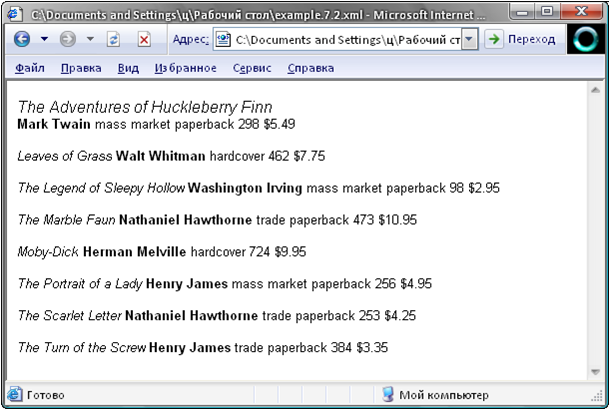 C:\Documents and Settings\ц\Рабочий стол\example.7.2.xml - Microsoft Internet ...
Адрес: C:\Documents and Settings\ц\Рабочий ст Переход
Файл Правка Вид Избранное Сервис Справка
The Adventures of Huckleberry Finn
Mark Twain mass market paperback 298 $5.49
Leaves of Grass Walt Whitman hardcover 462 $7.75
The Legend of Sleepy Hollow Washington Irving mass market paperback 98 $2.95
The Marble Faun Nathaniel Hawthorne trade paperback 473 $10.95
Moby-Dick Herman Melville hardcover 724 $9.95
The Portrait of a Lady Henry James mass market paperback 256 $4.95
The Scarlet Letter Nathaniel Hawthorne trade paperback 253 $4.25
The Turn of the Screw Henry James trade paperback 384 $3.35
Готово Мой компьютер